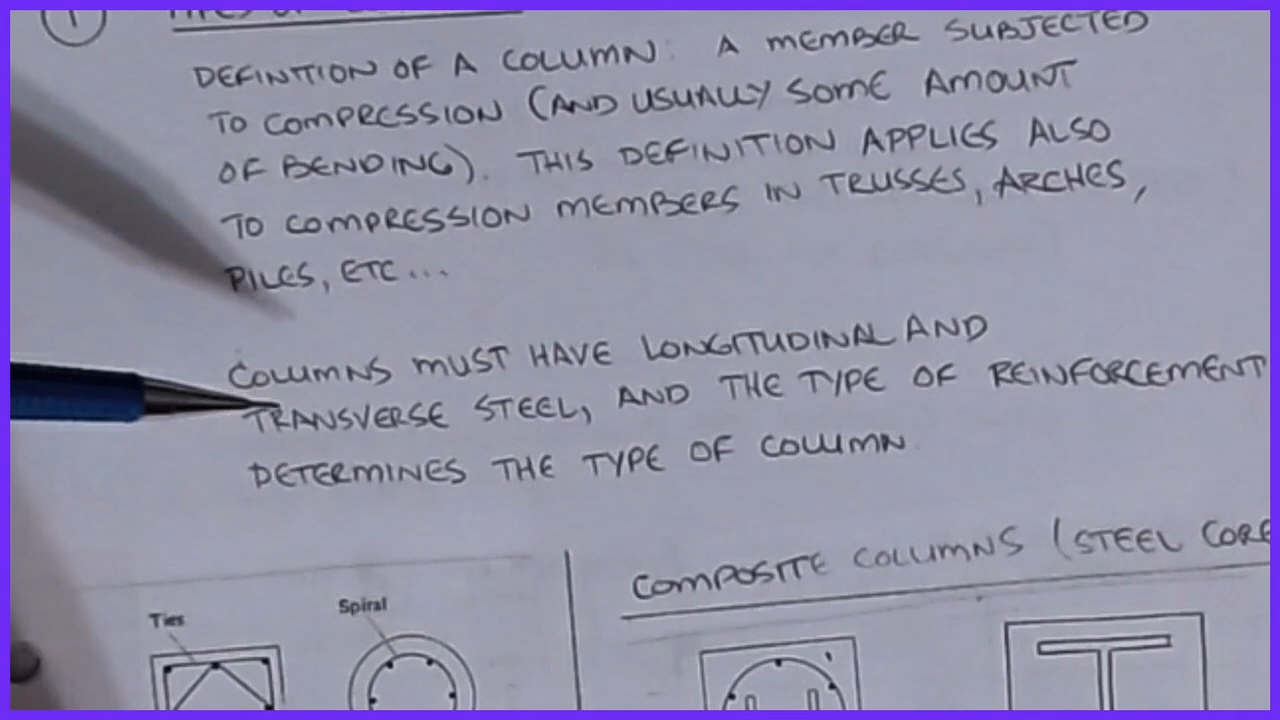 1
DEFINITION OF A COLUMN: A MEMBER SUBJECTED
TO COMPRESSION (AND USUALLY SOME AMOUNT
OF BENDING). THIS DEFINITION APPLIES ALSO
TO COMPRESSION MEMBERS IN TRUSSES, ARCHES,
PILES, ETC...
COLUMNS MUST HAVE LONGITUDINAL AND
TRANSVERSE STEEL, AND THE TYPE OF REINFORCEMENT
DETERMINES THE TYPE OF COLUMN.
COMPOSITE COLUMNS (STEEL CORE
Ties
Spiral